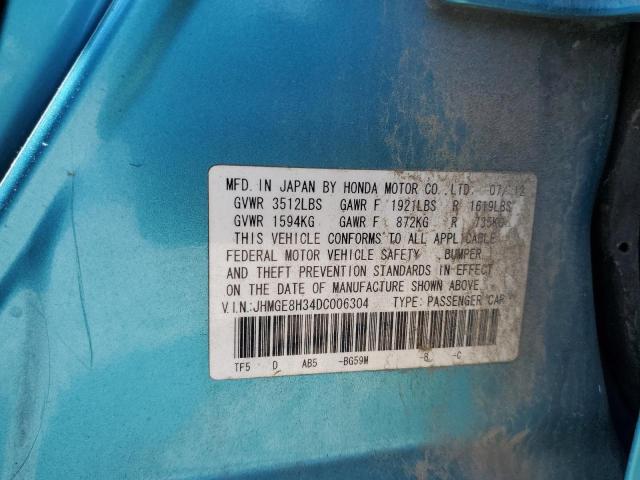 MFD. IN JAPAN BY HONDA MOTOR CO., LTD. 07/12
GVWR 3512LBS GAWR F 1921LBS R 1619LBS
GVWR 1594KG GAWR F 872KG R 735KG
THIS VEHICLE CONFORMS TO ALL APPLICABLE
FEDERAL MOTOR VEHICLE SAFETY , BUMPER ,
AND THEFT PREVENTION STANDARDS IN EFFECT
ON THE DATE OF MANUFACTURE SHOWN ABOVE.
V.I.N.:JHMGE8H34DC006304 TYPE: PASSENGER CAR
TF5 D AB5 -BG59M -B -C